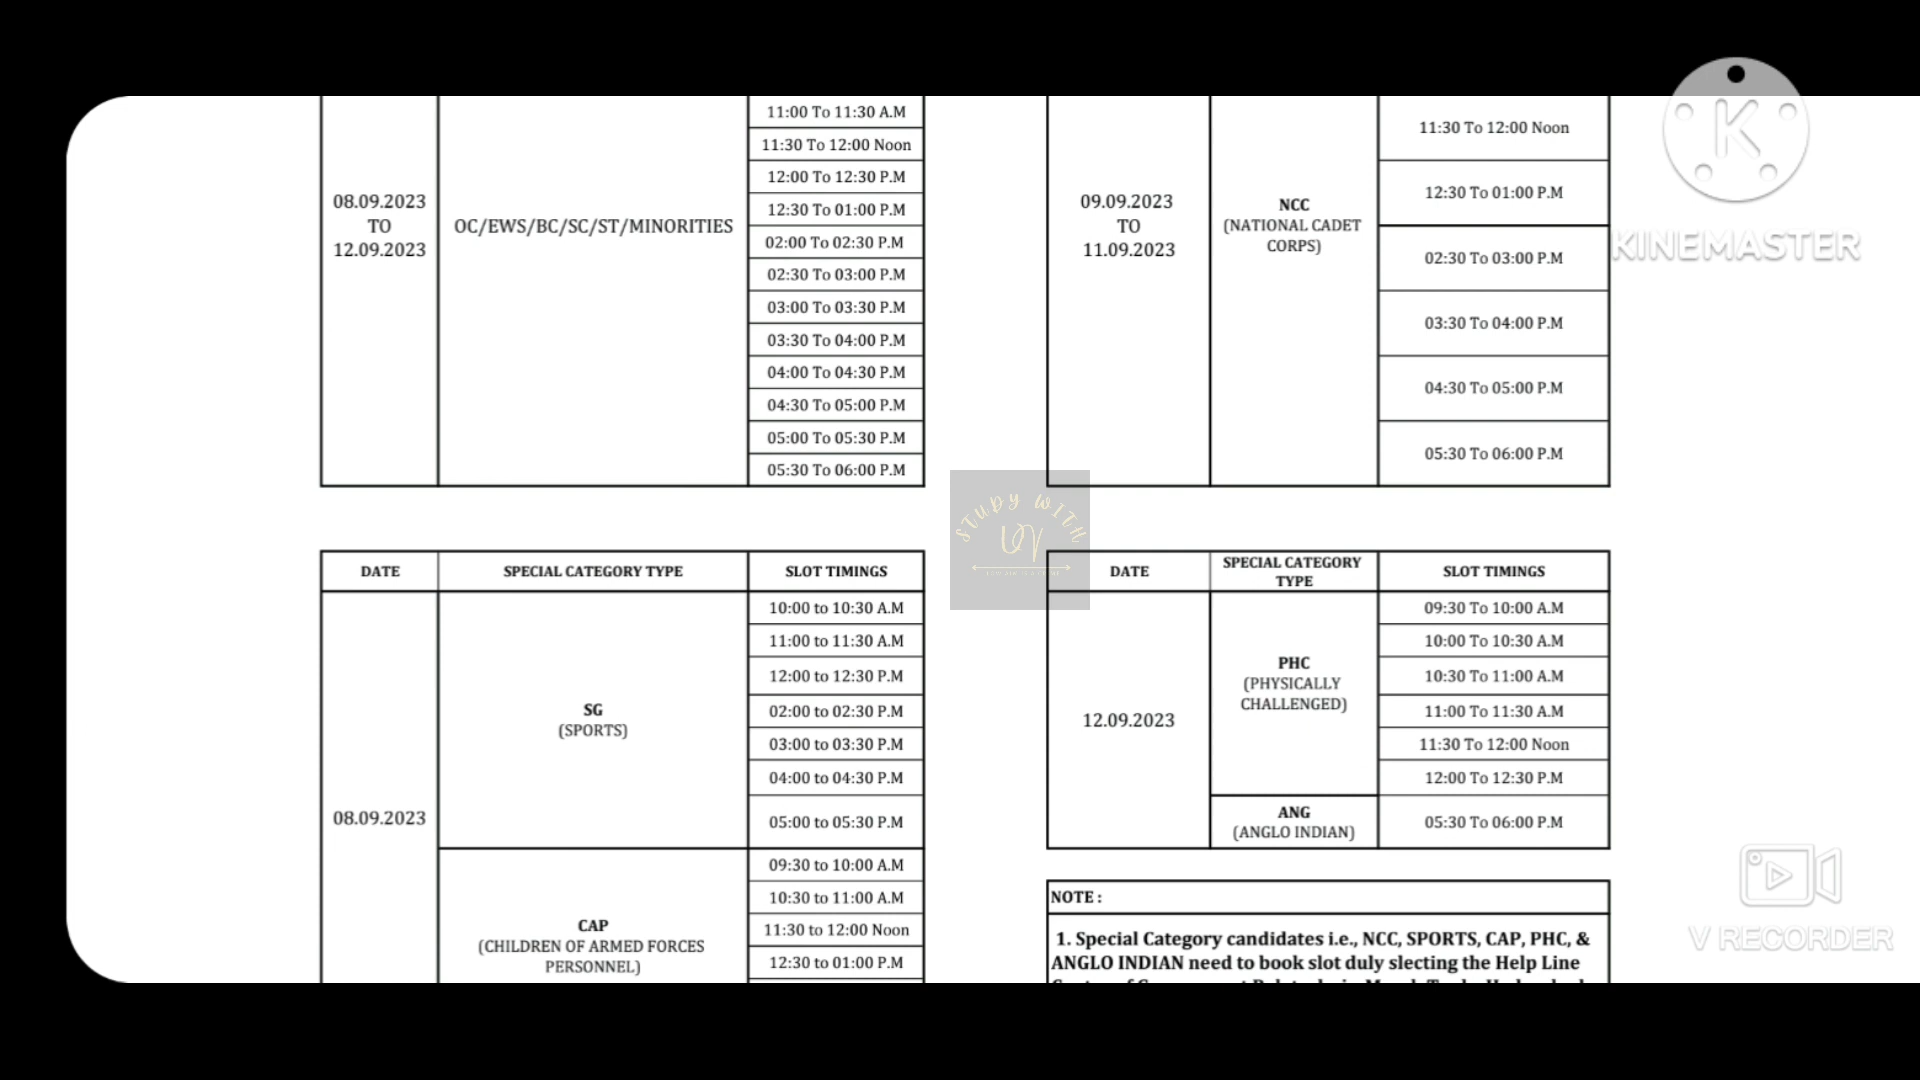 08.09.2023
TO
12.09.2023
OC/EWS/BC/SC/ST/MINORITIES
11:00 To 11:30 A.M
11:30 To 12:00 Noon
12:00 To 12:30 P.M
12:30 To 01:00 P.M
02:00 To 02:30 P.M
02:30 To 03:00 P.M
03:00 To 03:30 P.M
03:30 To 04:00 P.M
04:00 To 04:30 P.M
04:30 To 05:00 P.M
05:00 To 05:30 P.M
05:30 To 06:00 P.M
09.09.2023
TO
11.09.2023
NCC
(NATIONAL CADET
CORPS)
11:30 To 12:00 Noon
12:30 To 01:00 P.M
02:30 To 03:00 P.M
03:30 To 04:00 P.M
04:30 To 05:00 P.M
05:30 To 06:00 P.M
K
KINEMASTER
STUDY WITH
DATE
SPECIAL CATEGORY TYPE
SLOT TIMINGS
08.09.2023
SG
(SPORTS)
10:00 to 10:30 A.M
11:00 to 11:30 A.M
12:00 to 12:30 P.M
02:00 to 02:30 P.M
03:00 to 03:30 P.M
04:00 to 04:30 P.M
05:00 to 05:30 P.M
CAP
(CHILDREN OF ARMED FORCES
PERSONNEL)
09:30 to 10:00 A.M
10:30 to 11:00 A.M
11:30 to 12:00 Noon
12:30 to 01:00 P.M
DATE
SPECIAL CATEGORY
TYPE
SLOT TIMINGS
12.09.2023
PHC
(PHYSICALLY
CHALLENGED)
09:30 To 10:00 A.M
10:00 To 10:30 A.M
10:30 To 11:00 A.M
11:00 To 11:30 A.M
11:30 To 12:00 Noon
12:00 To 12:30 P.M
ANG
(ANGLO INDIAN)
05:30 To 06:00 P.M
NOTE :
1. Special Category candidates i.e., NCC, SPORTS, CAP, PHC, &
ANGLO INDIAN need to book slot duly slecting the Help Line
V RECORDER